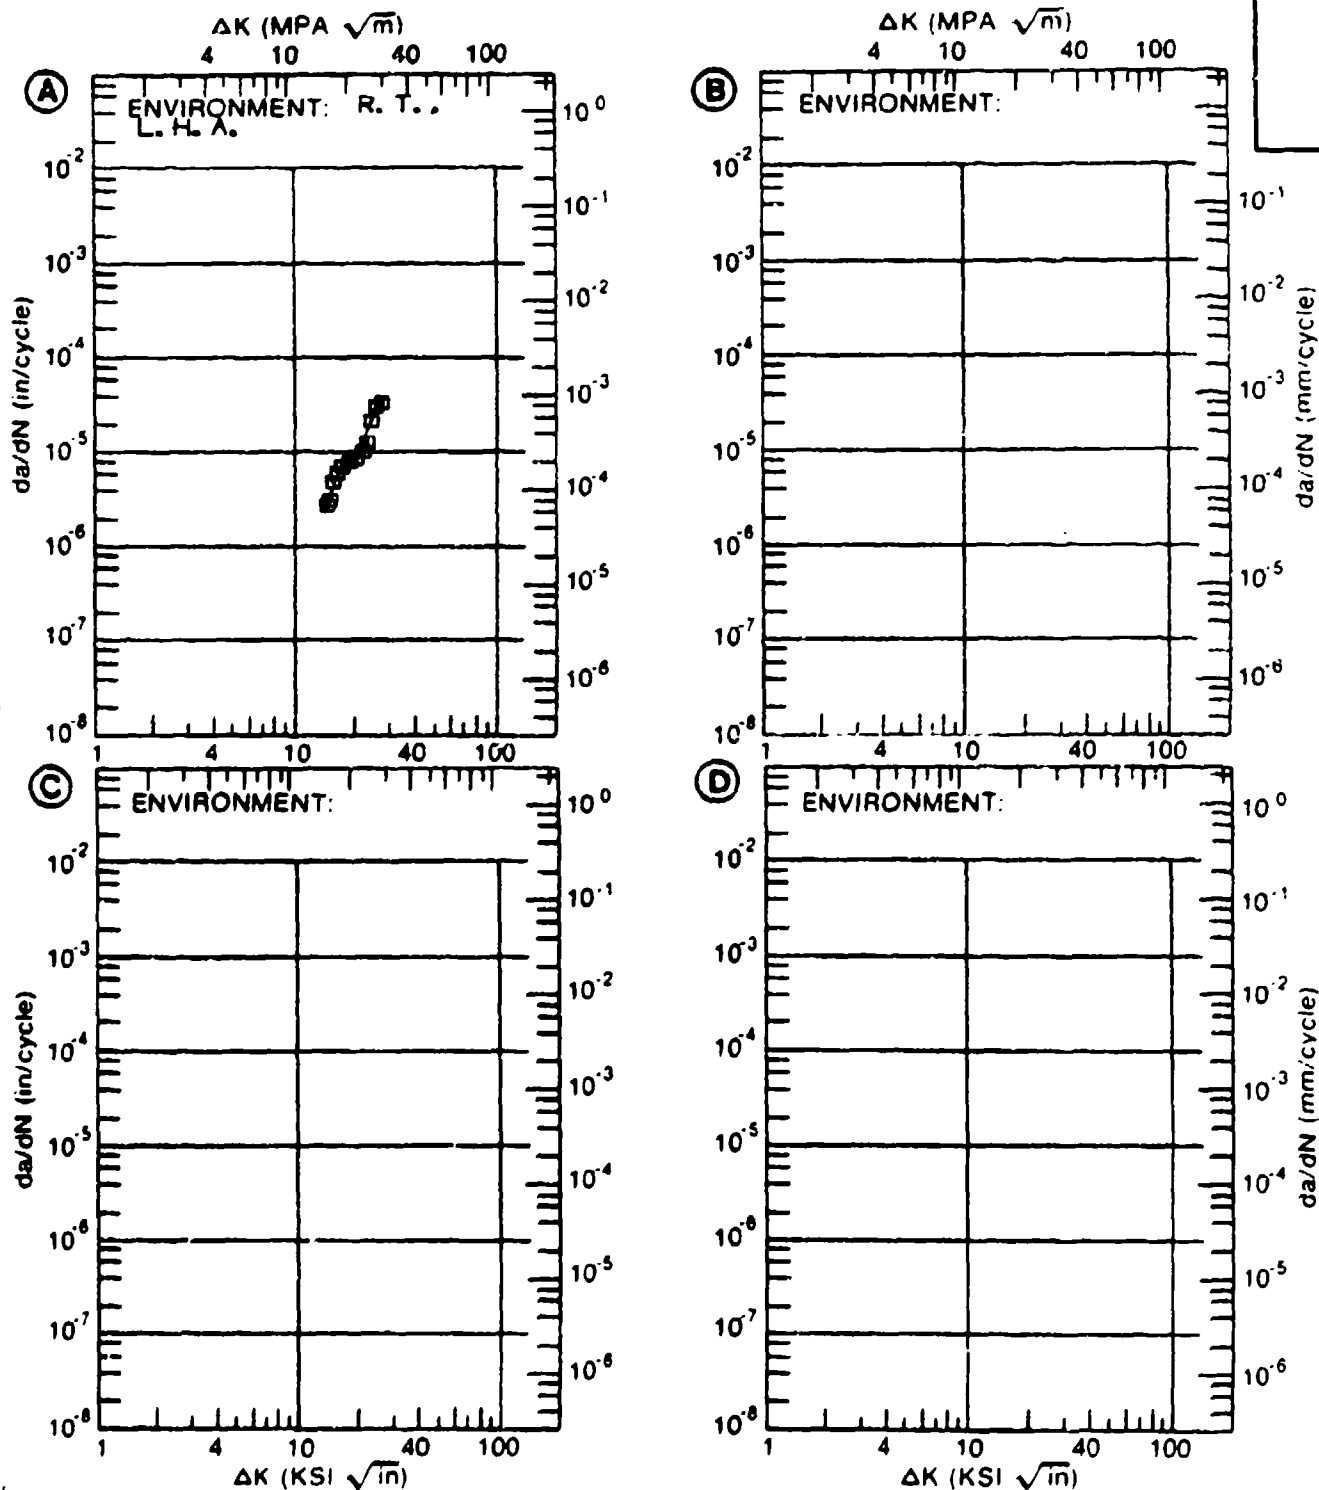 ΔK (MPA √m)
4 10 40 100
A
ENVIRONMENT: R. T.,
L. H. A.
da/dN (in/cycle)
10⁻²
10⁻³
10⁻⁴
10⁻⁵
10⁻⁶
10⁻⁷
10⁻⁸
10⁰
10⁻¹
10⁻²
10⁻³
10⁻⁴
10⁻⁵
10⁻⁶
1 4 10 40 100
ΔK (MPA √m)
4 10 40 100
B
ENVIRONMENT:
10⁻²
10⁻³
10⁻⁴
10⁻⁵
10⁻⁶
10⁻⁷
10⁻⁸
10⁻¹
10⁻²
10⁻³
10⁻⁴
10⁻⁵
10⁻⁶
da/dN (mm/cycle)
1 4 10 40 100
C
ENVIRONMENT:
da/dN (in/cycle)
10⁻²
10⁻³
10⁻⁴
10⁻⁵
10⁻⁶
10⁻⁷
10⁻⁸
10⁰
10⁻¹
10⁻²
10⁻³
10⁻⁴
10⁻⁵
10⁻⁶
1 4 10 40 100
ΔK (KSI √in)
D
ENVIRONMENT:
10⁻²
10⁻³
10⁻⁴
10⁻⁵
10⁻⁶
10⁻⁷
10⁻⁸
10⁰
10⁻¹
10⁻²
10⁻³
10⁻⁴
10⁻⁵
10⁻⁶
da/dN (mm/cycle)
1 4 10 40 100
ΔK (KSI √in)